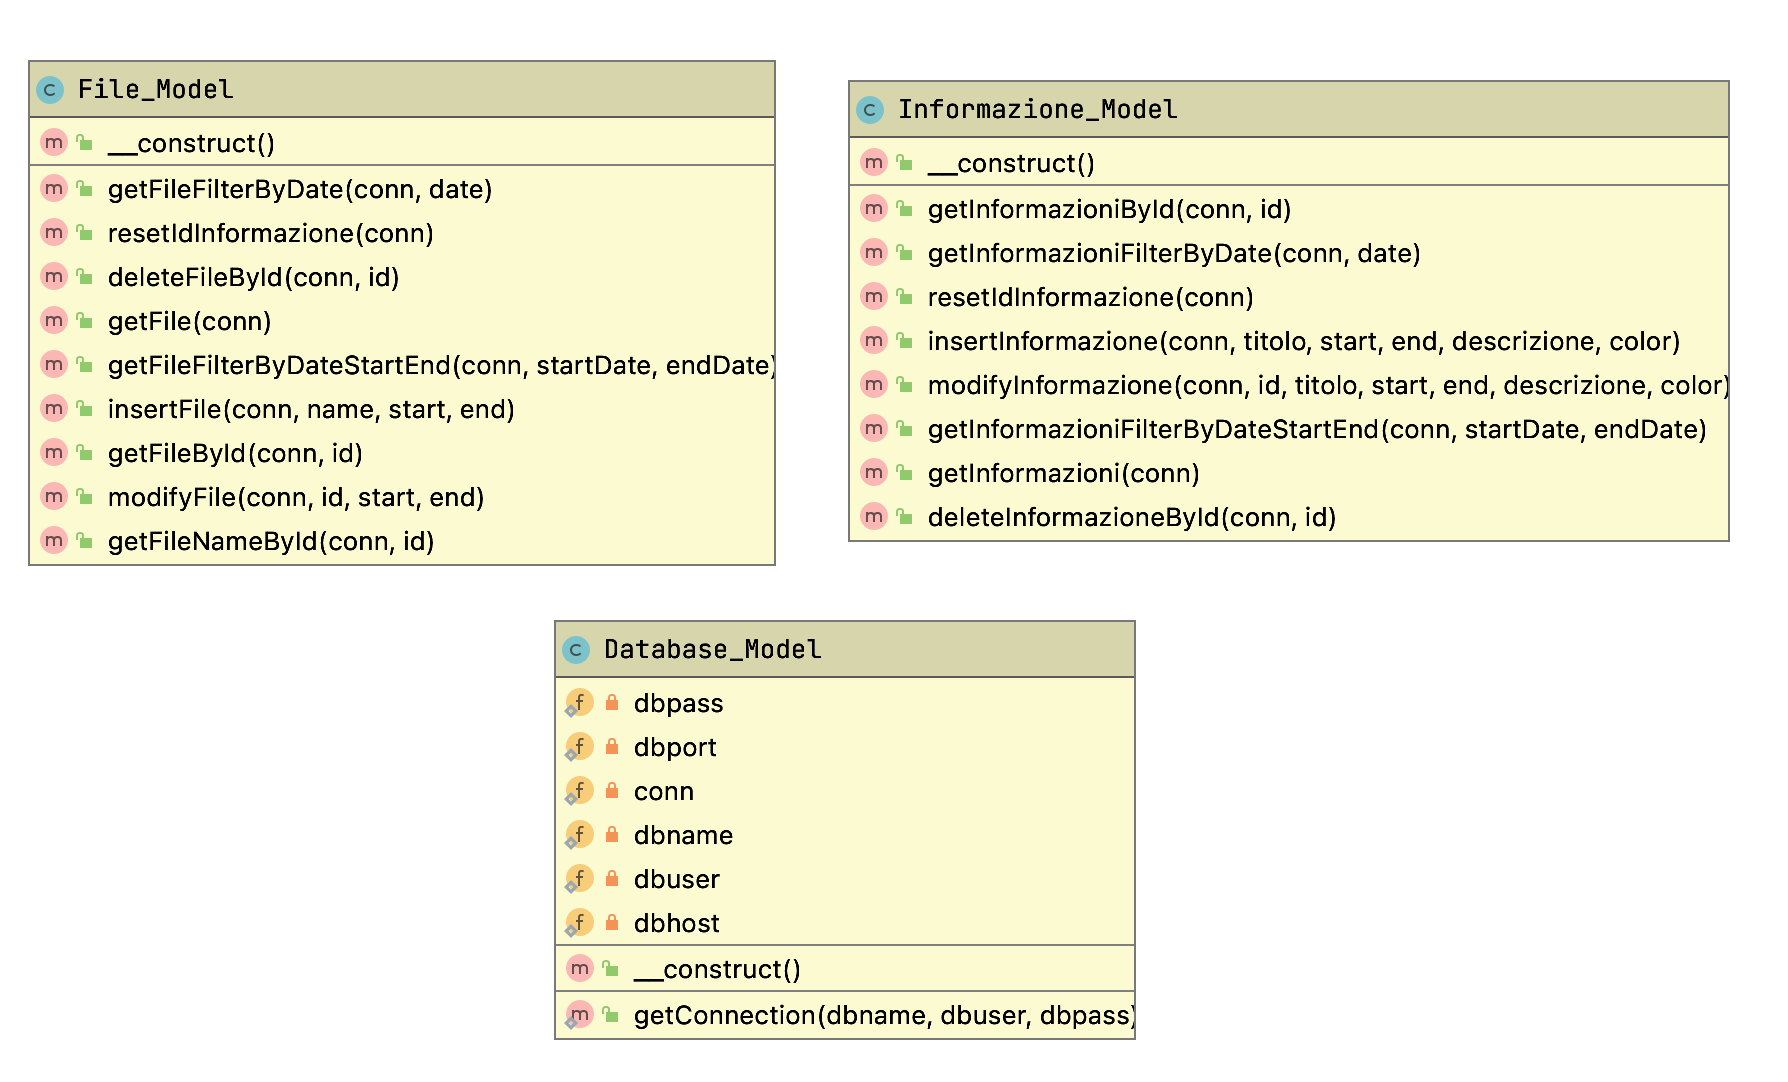 File_Model
__construct()
getFileFilterByDate(conn, date)
resetIdInformazione(conn)
deleteFileById(conn, id)
getFile(conn)
getFileFilterByDateStartEnd(conn, startDate, endDate)
insertFile(conn, name, start, end)
getFileById(conn, id)
modifyFile(conn, id, start, end)
getFileNameById(conn, id)
Informazione_Model
__construct()
getInformazioniById(conn, id)
getInformazioniFilterByDate(conn, date)
resetIdInformazione(conn)
insertInformazione(conn, titolo, start, end, descrizione, color)
modifyInformazione(conn, id, titolo, start, end, descrizione, color)
getInformazioniFilterByDateStartEnd(conn, startDate, endDate)
getInformazioni(conn)
deleteInformazioneById(conn, id)
Database_Model
dbpass
dbport
conn
dbname
dbuser
dbhost
__construct()
getConnection(dbname, dbuser, dbpass)